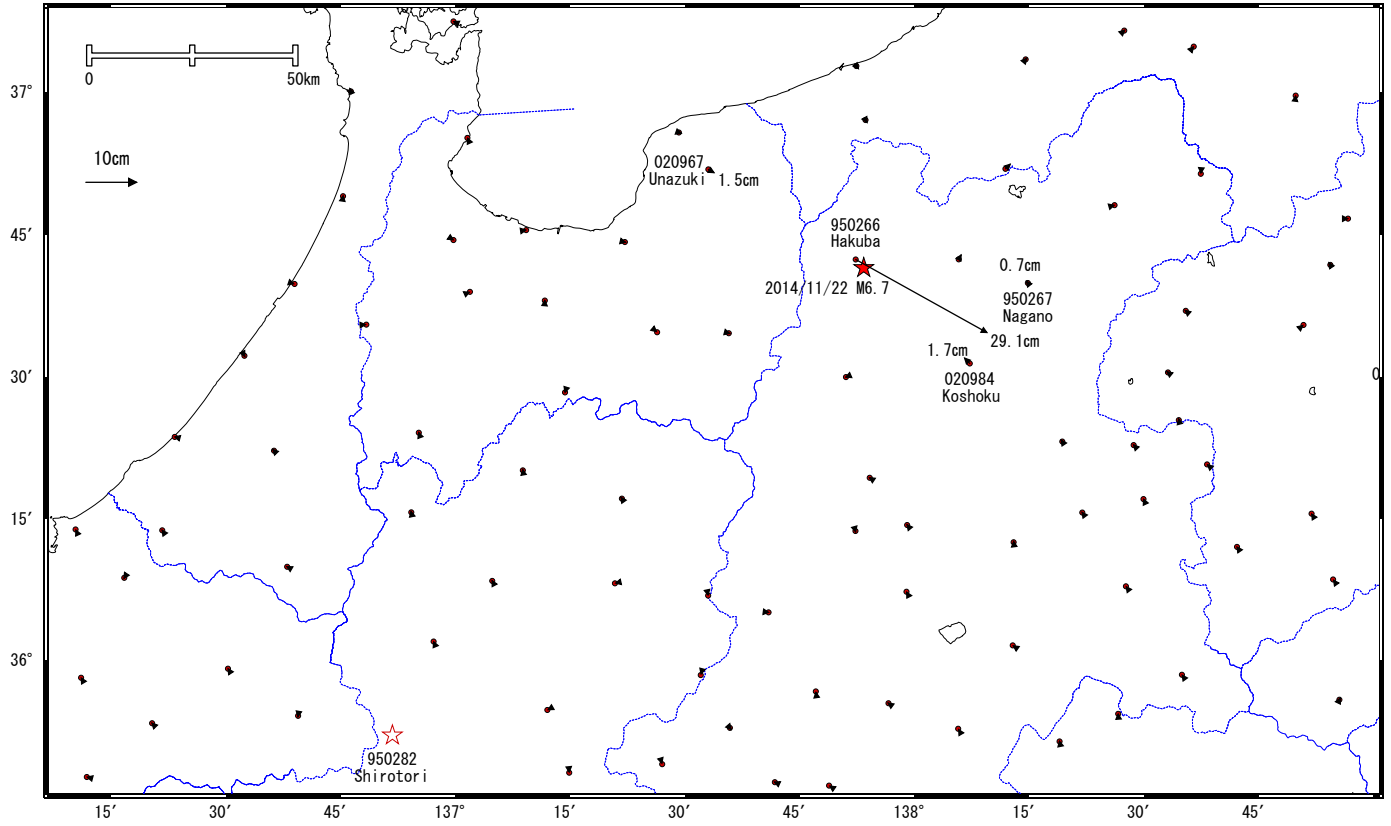 0 50km
37°
10cm
020967
Unazuki
1.5cm
45′
950266
Hakuba
0.7cm
2014/11/22 M6.7
950267
Nagano
29.1cm
1.7cm
30′
020984
Koshoku
0
15′
36°
950282
Shirotori
15′ 30′ 45′ 137° 15′ 30′ 45′ 138° 15′ 30′ 45′